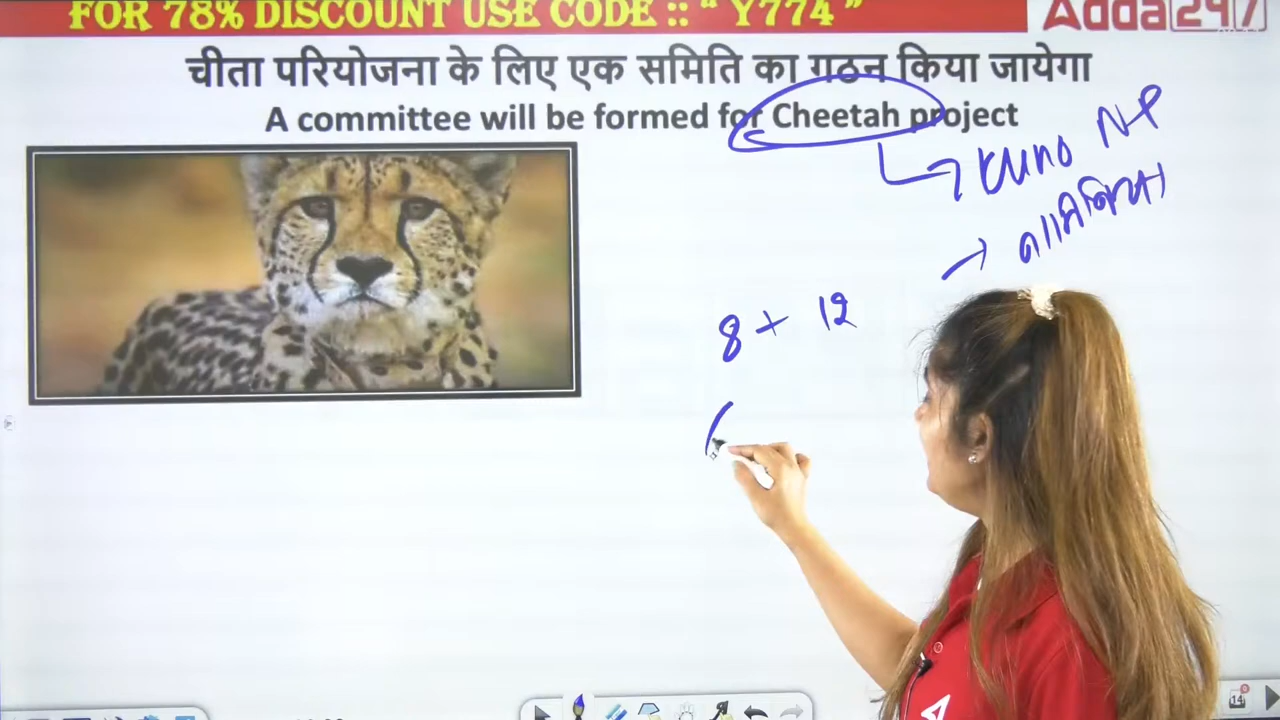 FOR 78% DISCOUNT USE CODE :: “ Y774 ”
Adda247
चीता परियोजना के लिए एक समिति का गठन किया जायेगा
A committee will be formed for Cheetah project
Kuno NP
नामीबिया
8 + 12
14